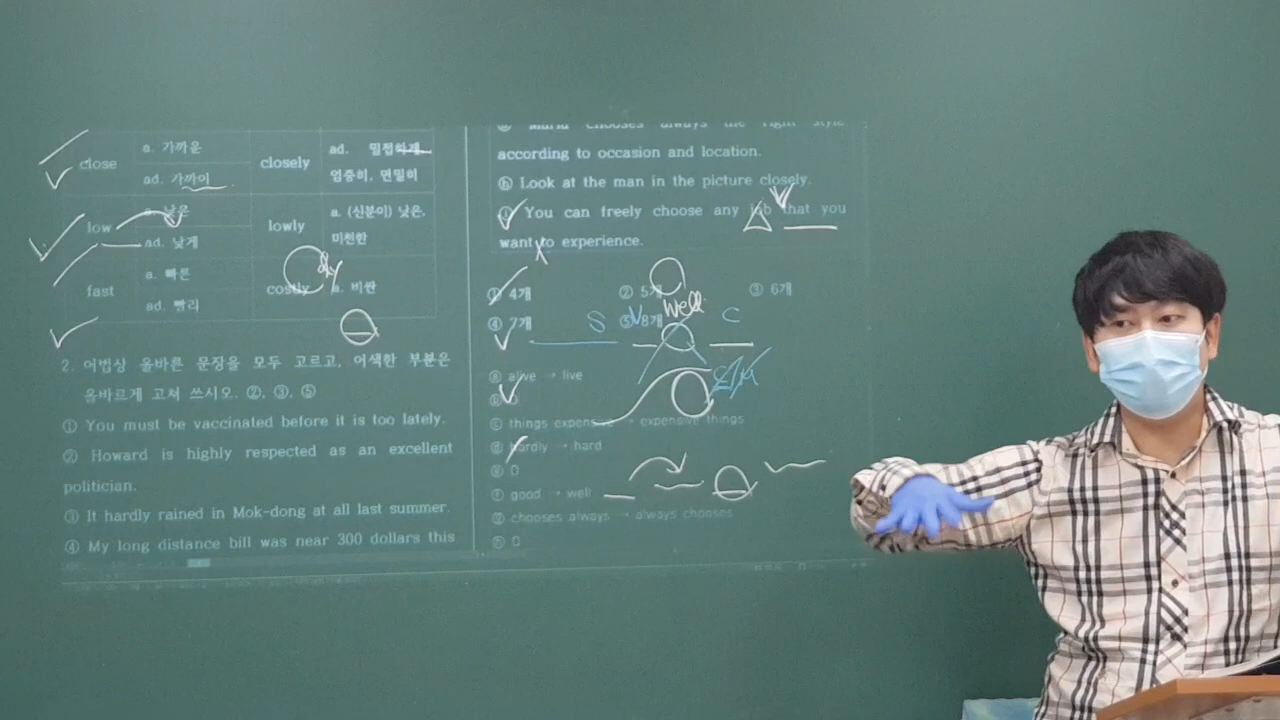 close
a. 가까운
ad. 가까이
closely
ad. 밀접하게,
엄중히, 면밀히
low
a. 낮은
ad. 낮게
lowly
a. (신분이) 낮은,
미천한
fast
a. 빠른
ad. 빨리
costly
a. 비싼
2. 어법상 올바른 문장을 모두 고르고, 어색한 부분은
올바르게 고쳐 쓰시오. ②, ③, ⑤
① You must be vaccinated before it is too lately.
② Howard is highly respected as an excellent
politician.
③ It hardly rained in Mok-dong at all last summer.
④ My long distance bill was near 300 dollars this
ⓖ Maria chooses always the right style
according to occasion and location.
ⓗ Look at the man in the picture closely.
ⓘ You can freely choose any job that you
want to experience.
① 4개 ② 5개 ③ 6개
④ 7개 ⑤ 8개
well
S V C
ⓐ alive → live
ⓒ things expensive → expensive things
ⓓ hardly → hard
ⓔ O
ⓕ good → well
ⓖ chooses always → always chooses
ⓗ O